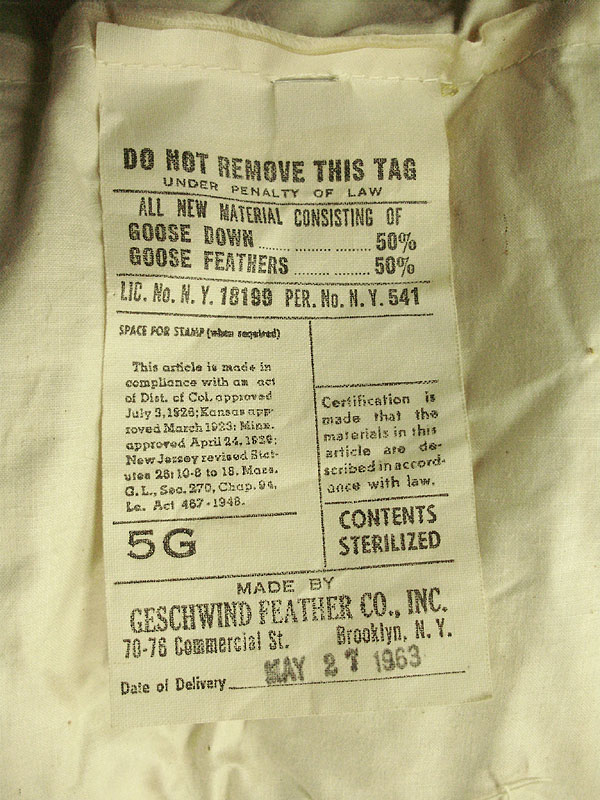 DO NOT REMOVE THIS TAG
UNDER PENALTY OF LAW
ALL NEW MATERIAL CONSISTING OF
GOOSE DOWN ........................ 50%
GOOSE FEATHERS .................. 50%
LIC. No. N. Y. 18199 PER. No. N. Y. 541
SPACE FOR STAMP (when required)
This article is made in
compliance with an act
of Dist. of Col. approved
July 3, 1926; Kansas app-
roved March 1923; Minn.
approved April 24, 1929;
New Jersey revised Stat-
utes 26: 10-6 to 18. Mass.
G. L., Sec. 270, Chap. 94,
La. Act 467 - 1948.
5G
Certification is
made that the
materials in this
article are de-
scribed in accord-
ance with law.
CONTENTS
STERILIZED
MADE BY
GESCHWIND FEATHER CO., INC.
70-76 Commercial St. Brooklyn, N. Y.
Date of Delivery MAY 27 1963